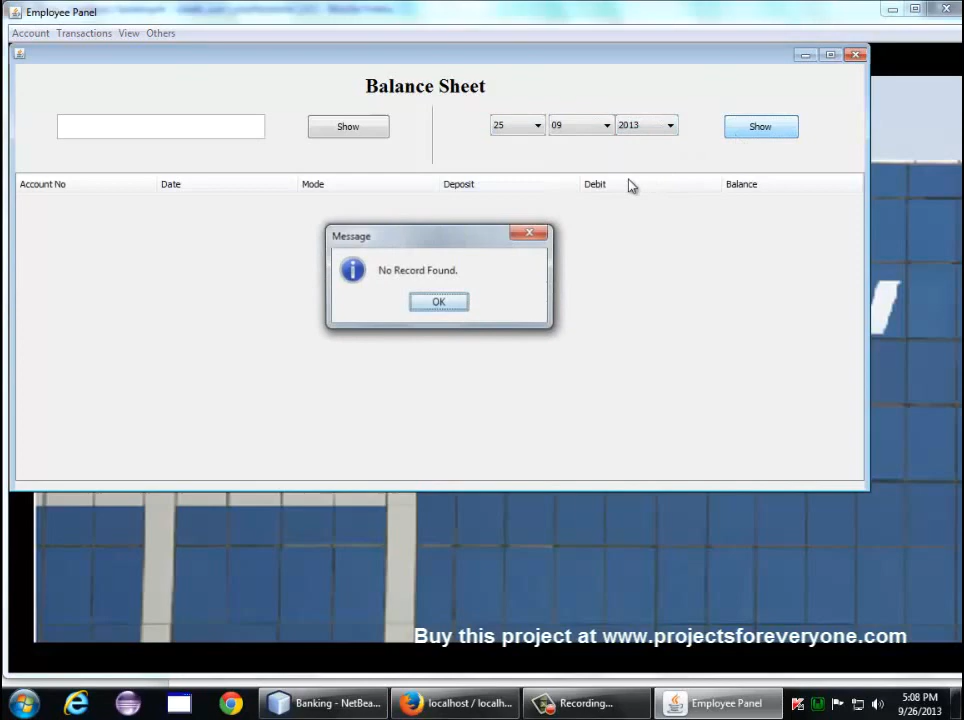 Employee Panel
Account Transactions View Others
Balance Sheet
Show
25 09 2013
Show
Account No Date Mode Deposit Debit Balance
Message
No Record Found.
OK
Buy this project at www.projectsforeveryone.com
Banking - NetBea...
localhost / localh...
Recording...
Employee Panel
5:08 PM
9/26/2013